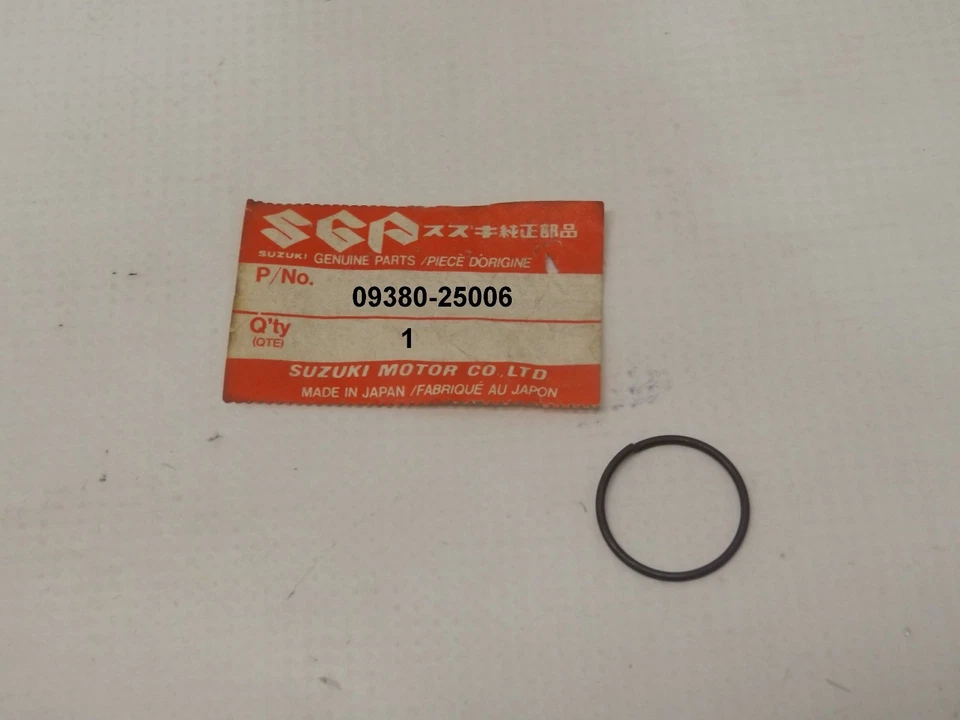 SGP スズキ純正部品
SUZUKI GENUINE PARTS /PIECE D'ORIGINE
P/No. 09380-25006
Q'ty 1
(QTE)
SUZUKI MOTOR CO.,LTD.
MADE IN JAPAN /FABRIQUÉ AU JAPON